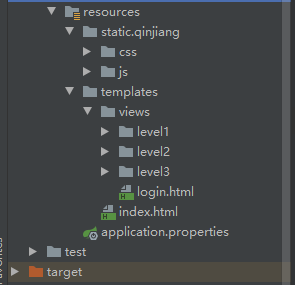 resources
static.qinjiang
css
js
templates
views
level1
level2
level3
login.html
index.html
application.properties
test
target